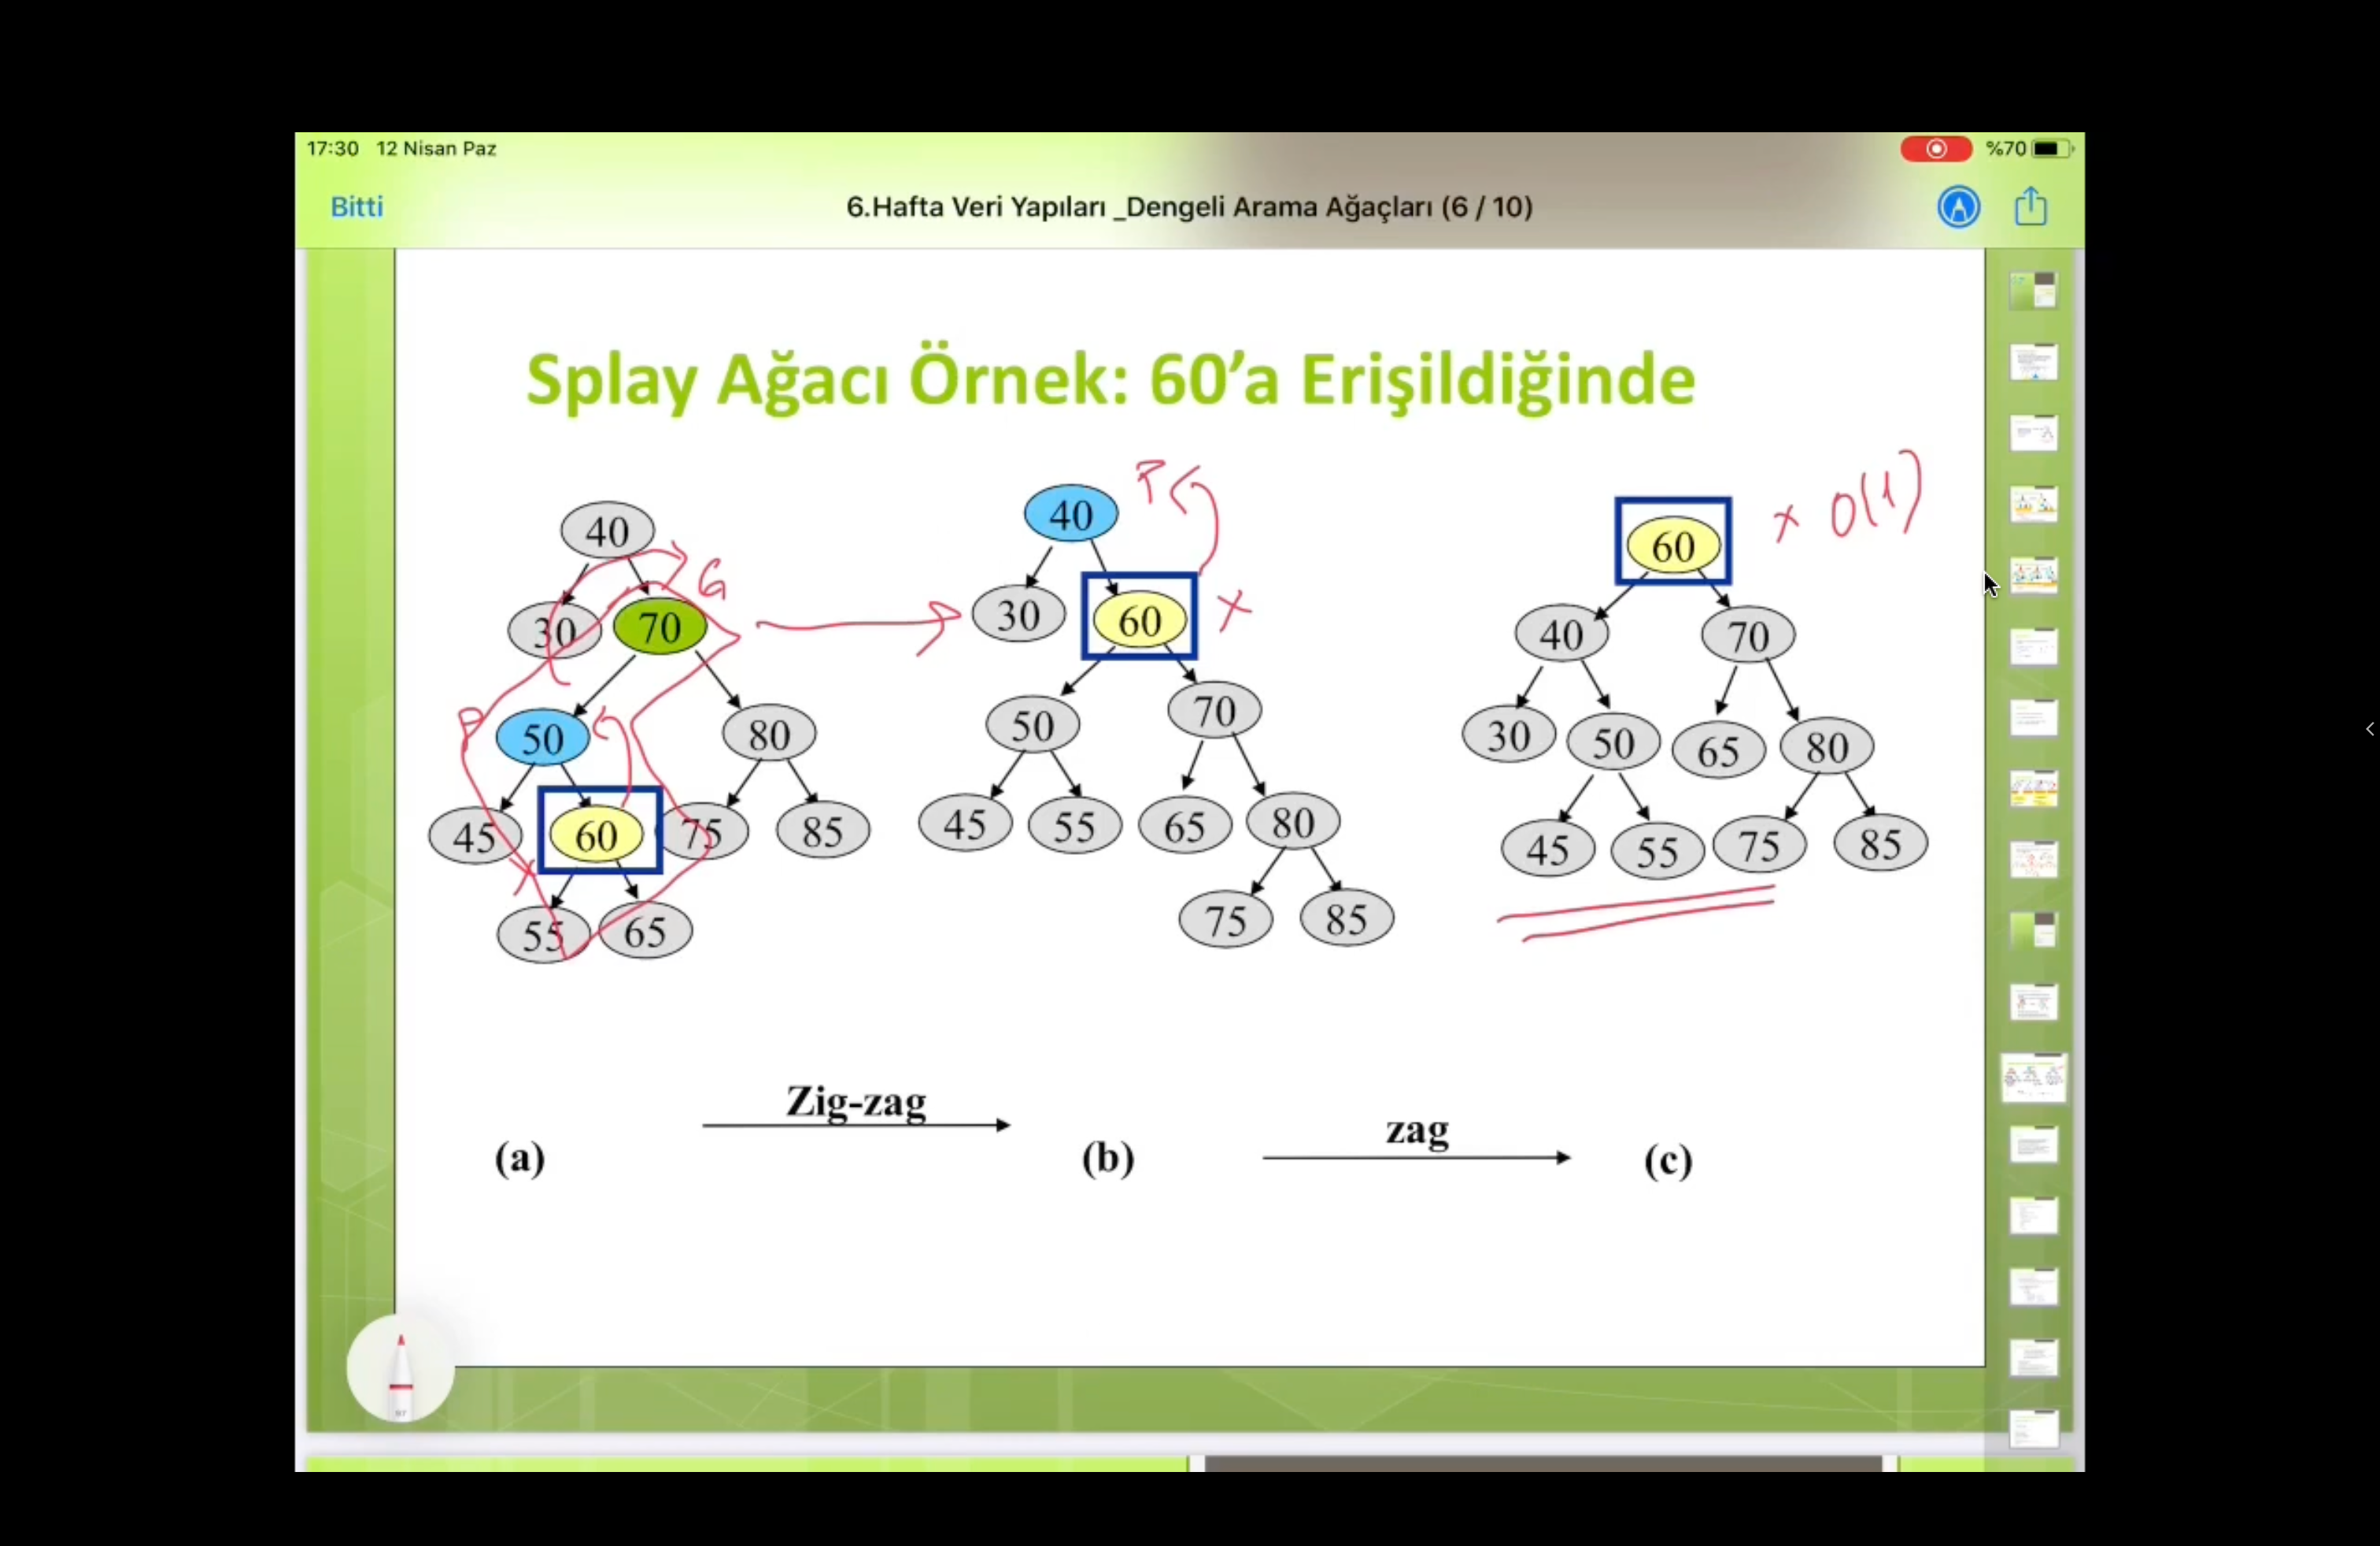 17:30 12 Nisan Paz
%70
Bitti
6.Hafta Veri Yapıları _Dengeli Arama Ağaçları (6 / 10)
Splay Ağacı Örnek: 60'a Erişildiğinde
40
30 70
50 80
45 60 75 85
55 65
G
P
X
40
30 60
50 70
45 55 65 80
75 85
P
X
60
40 70
30 50 65 80
45 55 75 85
X O(1)
Zig-zag
zag
(a) (b) (c)
97